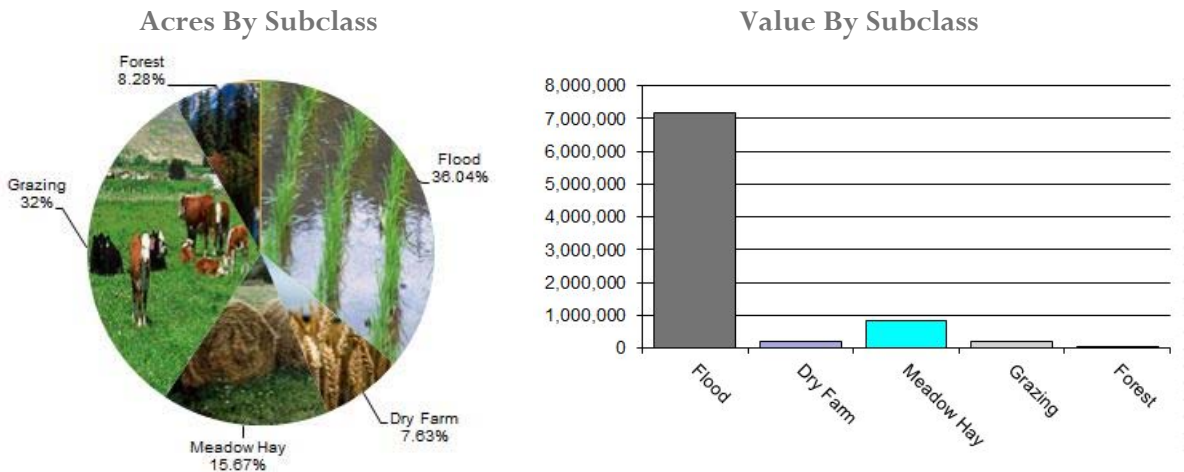 Acres By Subclass
Forest
8.28%
Flood
36.04%
Grazing
32%
Dry Farm
7.63%
Meadow Hay
15.67%
Value By Subclass
8,000,000
7,000,000
6,000,000
5,000,000
4,000,000
3,000,000
2,000,000
1,000,000
0
Flood
Dry Farm
Meadow Hay
Grazing
Forest